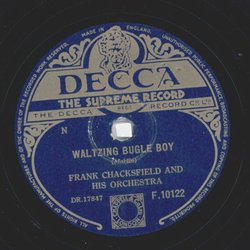 MADE IN ENGLAND.
DECCA
THE SUPREME RECORD
THE DECCA RECORD CO. LTD
N
WALTZING BUGLE BOY
FRANK CHACKSFIELD AND
HIS ORCHESTRA
DR.17947 F.10122